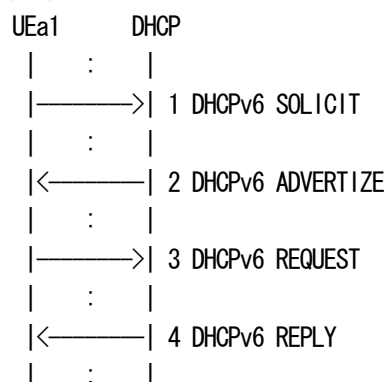 UEa1 DHCP
| : |
|-------->| 1 DHCPv6 SOLICIT
| : |
|<--------| 2 DHCPv6 ADVERTIZE
| : |
|-------->| 3 DHCPv6 REQUEST
| : |
|<--------| 4 DHCPv6 REPLY
| : |